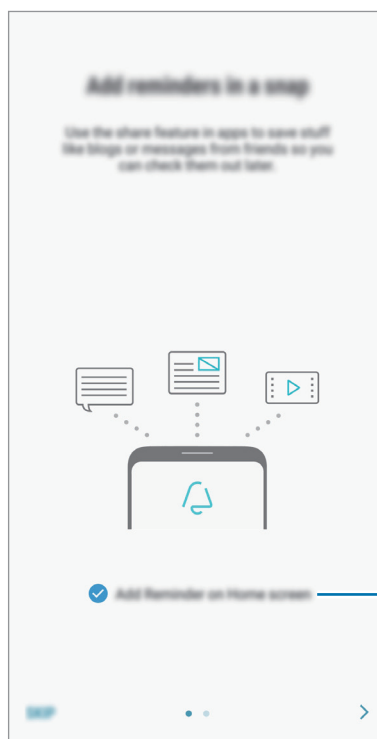 Add reminders in a snap
Use the share feature in apps to save stuff
like blogs or messages from friends so you
can check them out later.
Add Reminder on Home screen
SKIP